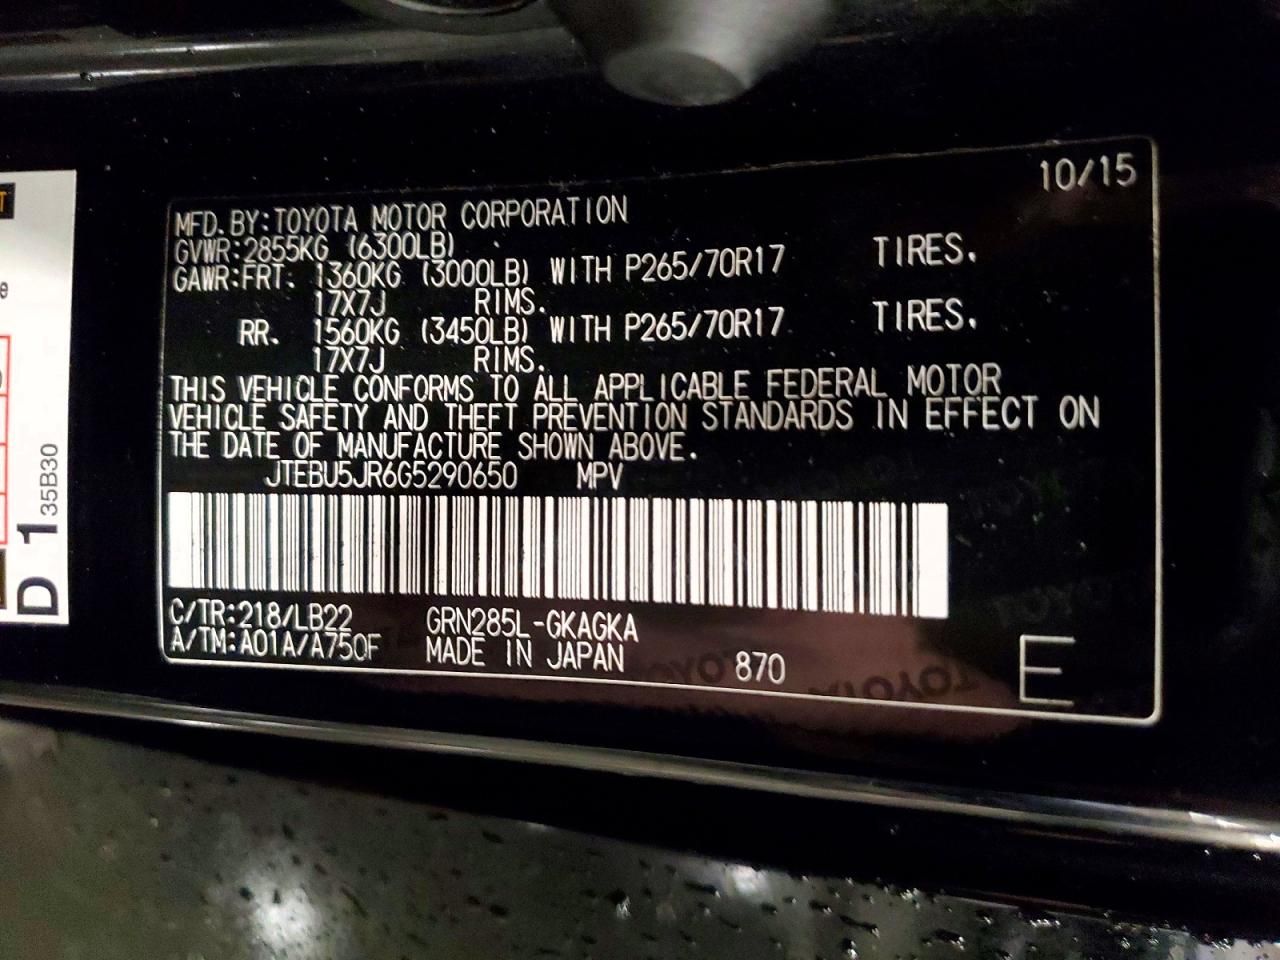 10/15
MFD.BY:TOYOTA MOTOR CORPORATION
GVWR:2855KG (6300LB)
GAWR:FRT. 1360KG (3000LB) WITH P265/70R17 TIRES.
17X7J RIMS.
RR. 1560KG (3450LB) WITH P265/70R17 TIRES.
17X7J RIMS.
THIS VEHICLE CONFORMS TO ALL APPLICABLE FEDERAL MOTOR
VEHICLE SAFETY AND THEFT PREVENTION STANDARDS IN EFFECT ON
THE DATE OF MANUFACTURE SHOWN ABOVE.
JTEBU5JR6G5290650 MPV
C/TR:218/LB22 GRN285L-GKAGKA
A/TM:A01A/A750F MADE IN JAPAN 870
E
D 1
35B30
TOYOTA